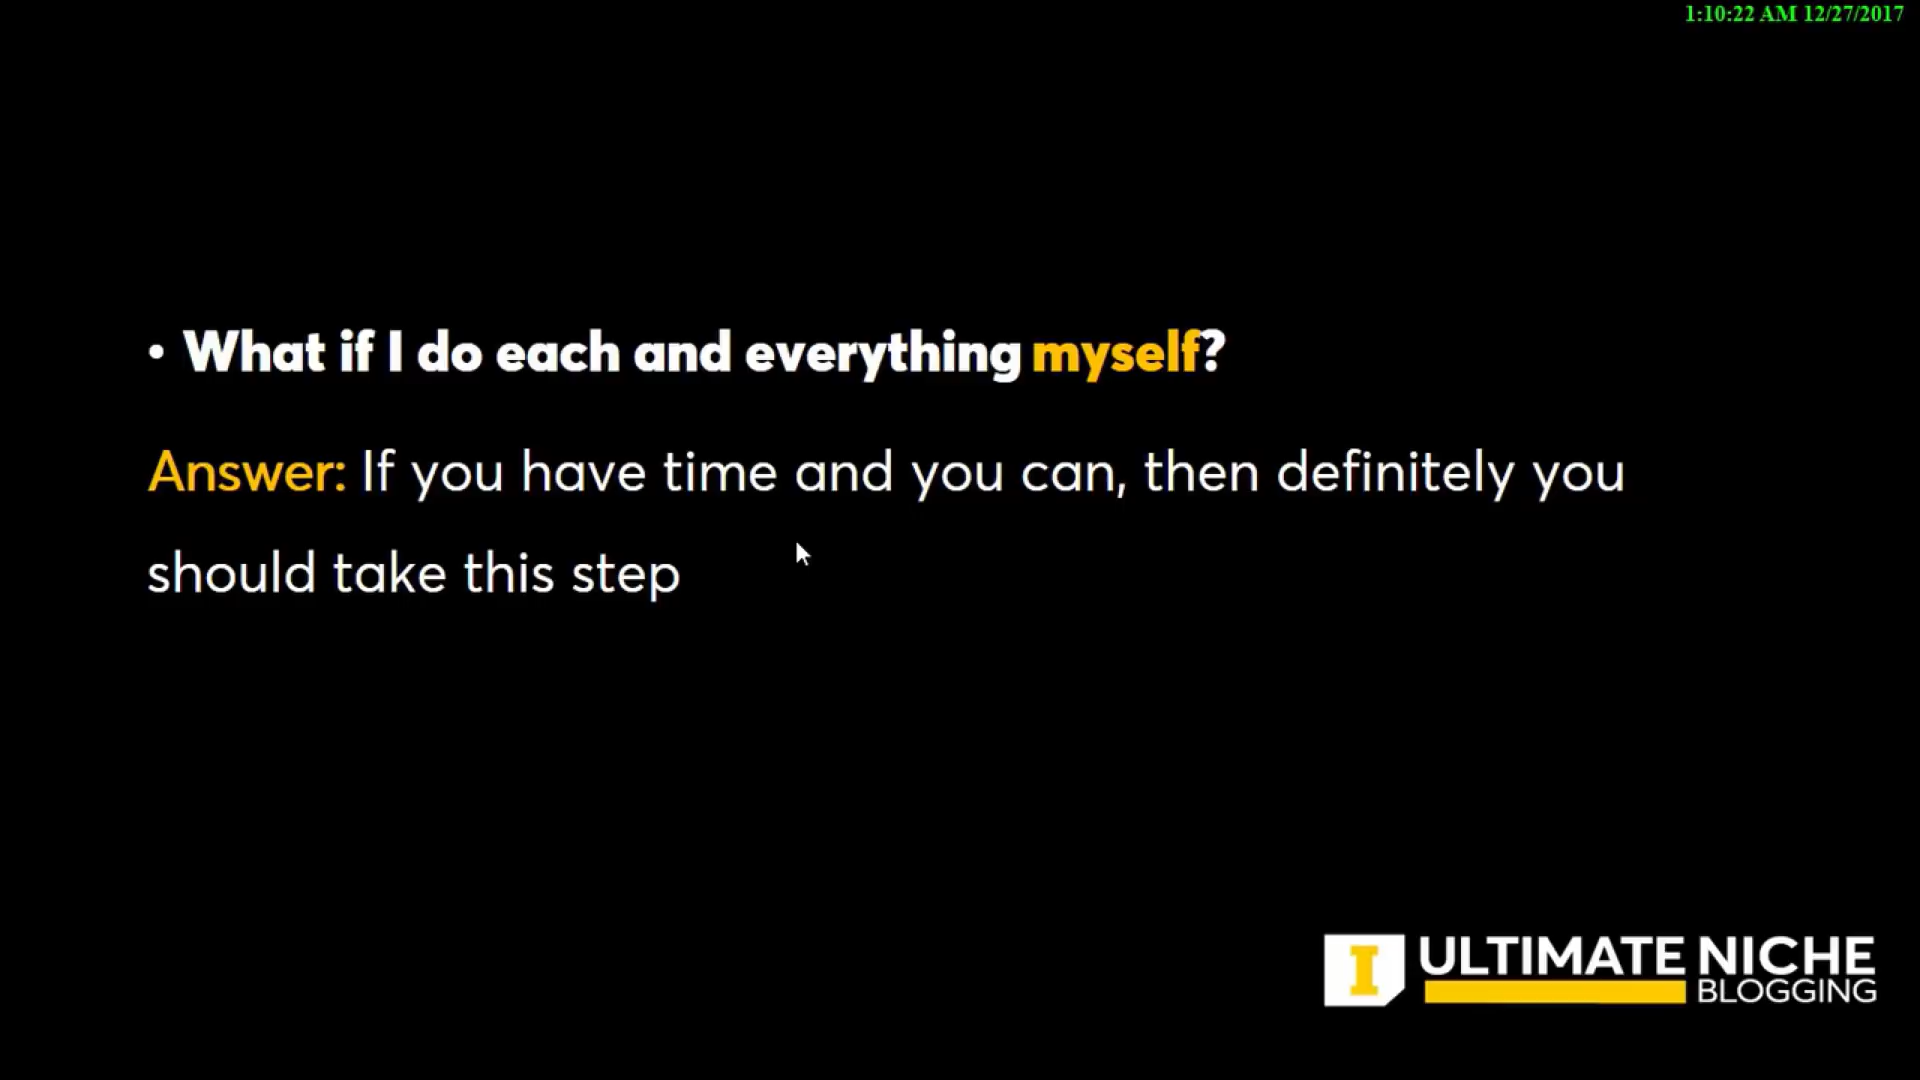 1:10:22 AM 12/27/2017
• What if I do each and everything myself?
Answer: If you have time and you can, then definitely you
should take this step
I ULTIMATE NICHE
BLOGGING